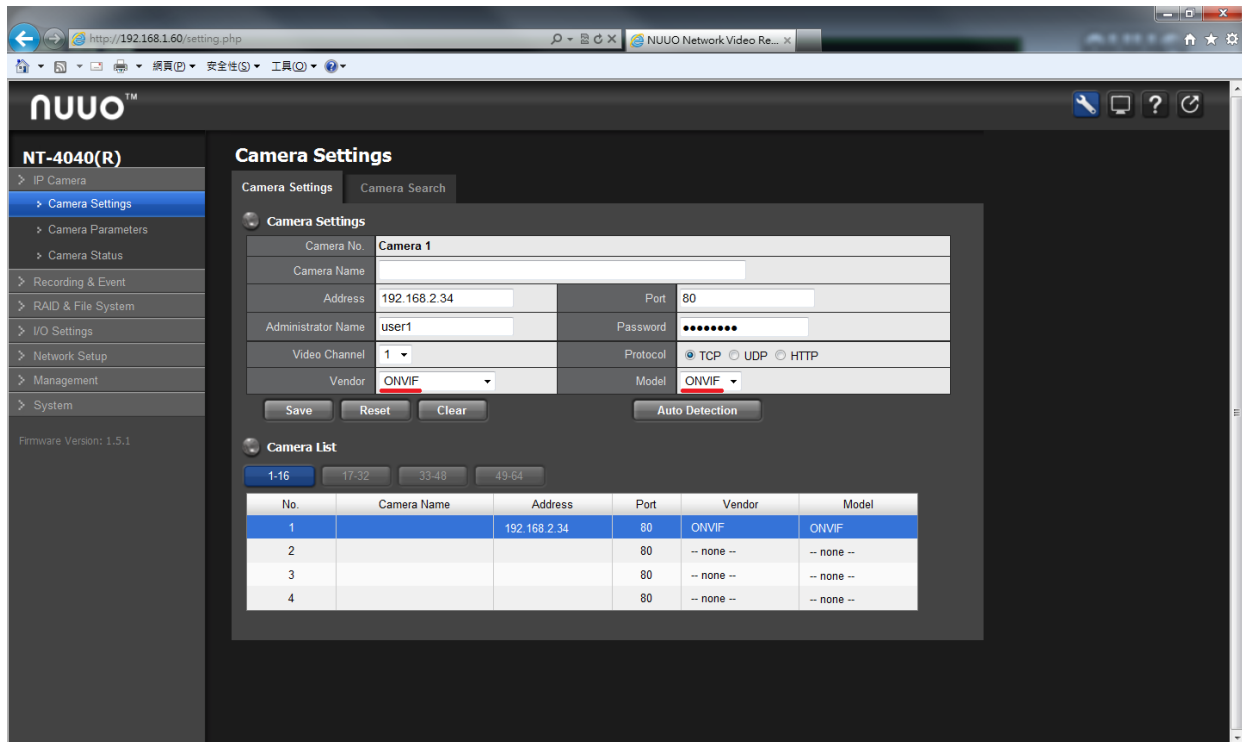 http://192.168.1.60/setting.php
NUUO Network Video Re...
網頁(P) 安全性(S) 工具(O)
nuuo™
NT-4040(R)
IP Camera
Camera Settings
Camera Parameters
Camera Status
Recording & Event
RAID & File System
I/O Settings
Network Setup
Management
System
Firmware Version: 1.5.1
Camera Settings
Camera Settings Camera Search
Camera Settings
Camera No. Camera 1
Camera Name
Address 192.168.2.34 Port 80
Administrator Name user1 Password ••••••••
Video Channel 1 Protocol TCP UDP HTTP
Vendor ONVIF Model ONVIF
Save Reset Clear Auto Detection
Camera List
1-16 17-32 33-48 49-64
No. Camera Name Address Port Vendor Model
1 192.168.2.34 80 ONVIF ONVIF
2 80 -- none -- -- none --
3 80 -- none -- -- none --
4 80 -- none -- -- none --